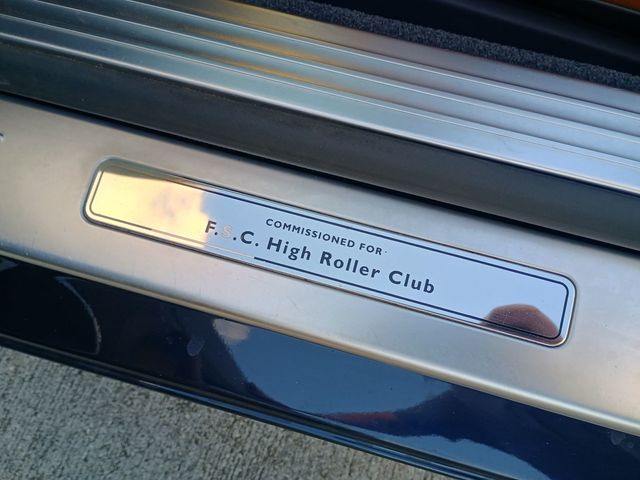 COMMISSIONED FOR
F.S.C. High Roller Club